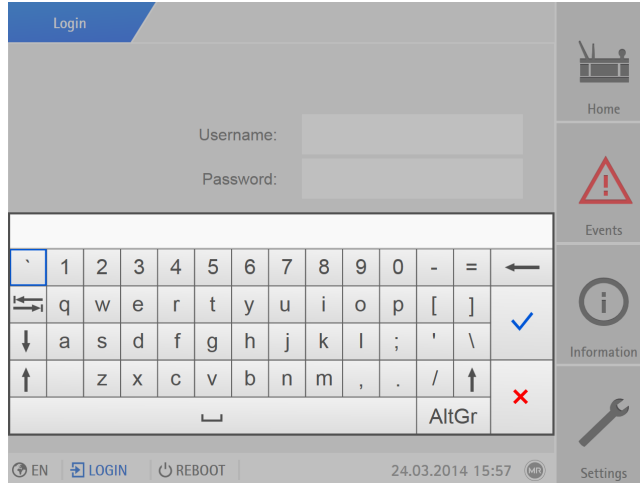 Login
Home
Username:
Password:
Events
` 1 2 3 4 5 6 7 8 9 0 - =
q w e r t y u i o p [ ]
a s d f g h j k l ; ' \
z x c v b n m , . /
AltGr
Information
EN LOGIN REBOOT 24.03.2014 15:57 MR
Settings